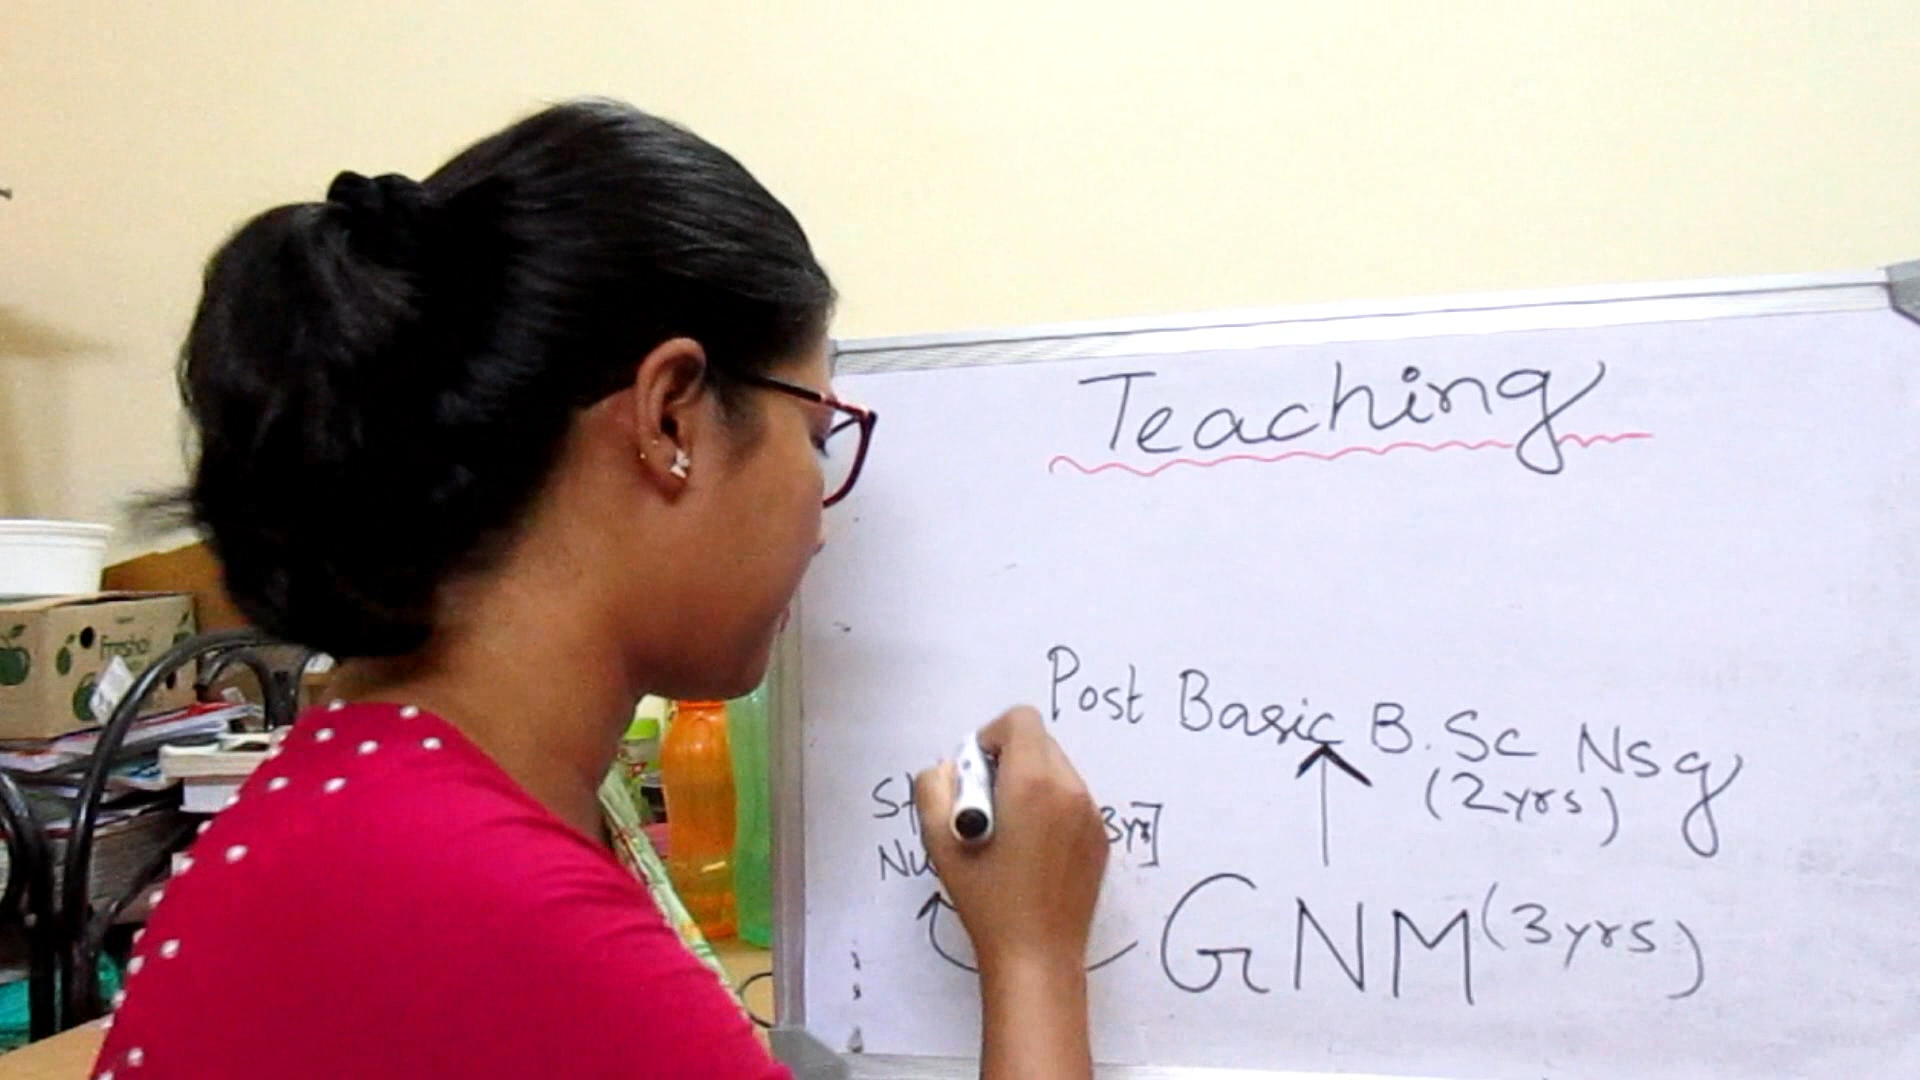 Teaching
Post Basic B.Sc Nsg
(2yrs)
3yrs]
GNM (3yrs)